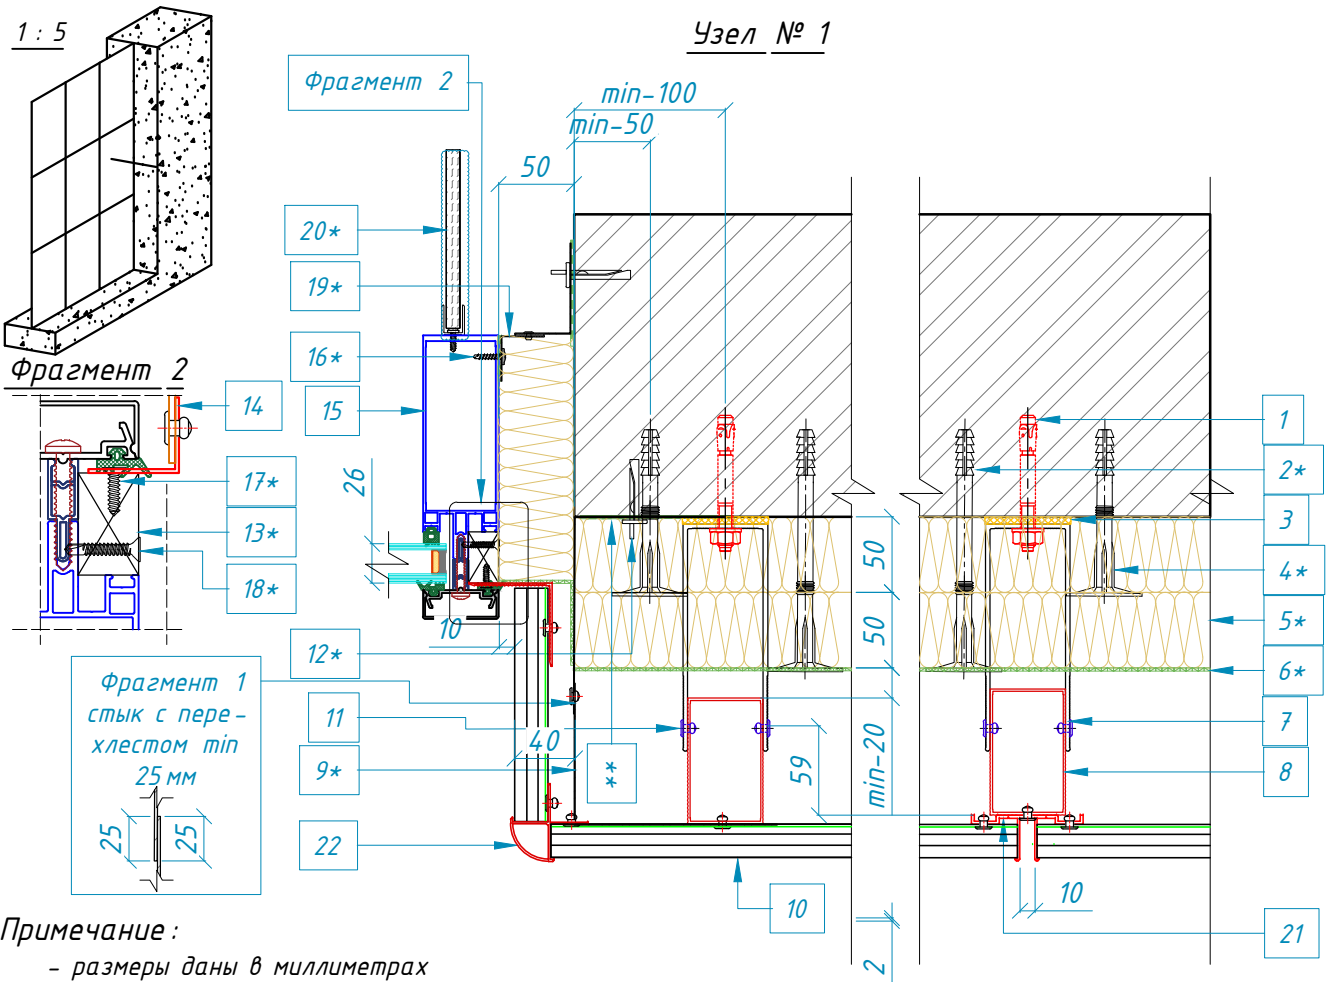 1 : 5
Узел № 1
Фрагмент 2
min-100
min-50
50
20*
19*
16*
15
Фрагмент 2
14
17*
13*
18*
26
1
2*
3
4*
5*
6*
7
8
50
50
10
12*
11
9*
40
**
59
min-20
Фрагмент 1
стык с пере-
хлестом min
25 мм
25
25
22
10
10
21
2
Примечание:
- размеры даны в миллиметрах